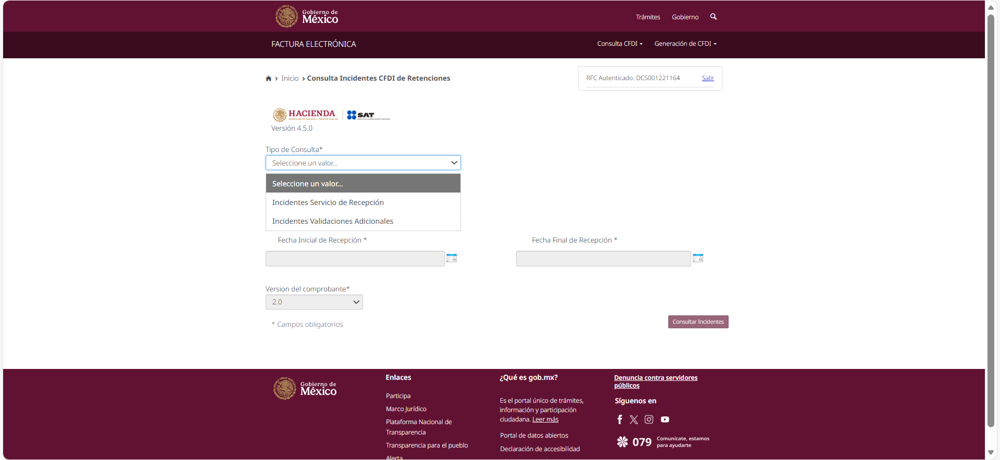 Gobierno de
México
Trámites
Gobierno
FACTURA ELECTRÓNICA
Consulta CFDI
Generación de CFDI
Inicio
Consulta Incidentes CFDI de Retenciones
RFC Autenticado: DCS001221164
Salir
HACIENDA
SAT
Versión 4.5.0
Tipo de Consulta*
Seleccione un valor...
Seleccione un valor...
Incidentes Servicio de Recepción
Incidentes Validaciones Adicionales
Fecha Inicial de Recepción *
Fecha Final de Recepción *
Version del comprobante*
2.0
* Campos obligatorios
Consultar Incidentes
Gobierno de
México
Enlaces
Participa
Marco Jurídico
Plataforma Nacional de
Transparencia
Transparencia para el pueblo
Alerta
¿Qué es gob.mx?
Es el portal único de trámites,
información y participación
ciudadana. Leer más
Portal de datos abiertos
Declaración de accesibilidad
Denuncia contra servidores
públicos
Síguenos en
079
Comunícate, estamos
para ayudarte